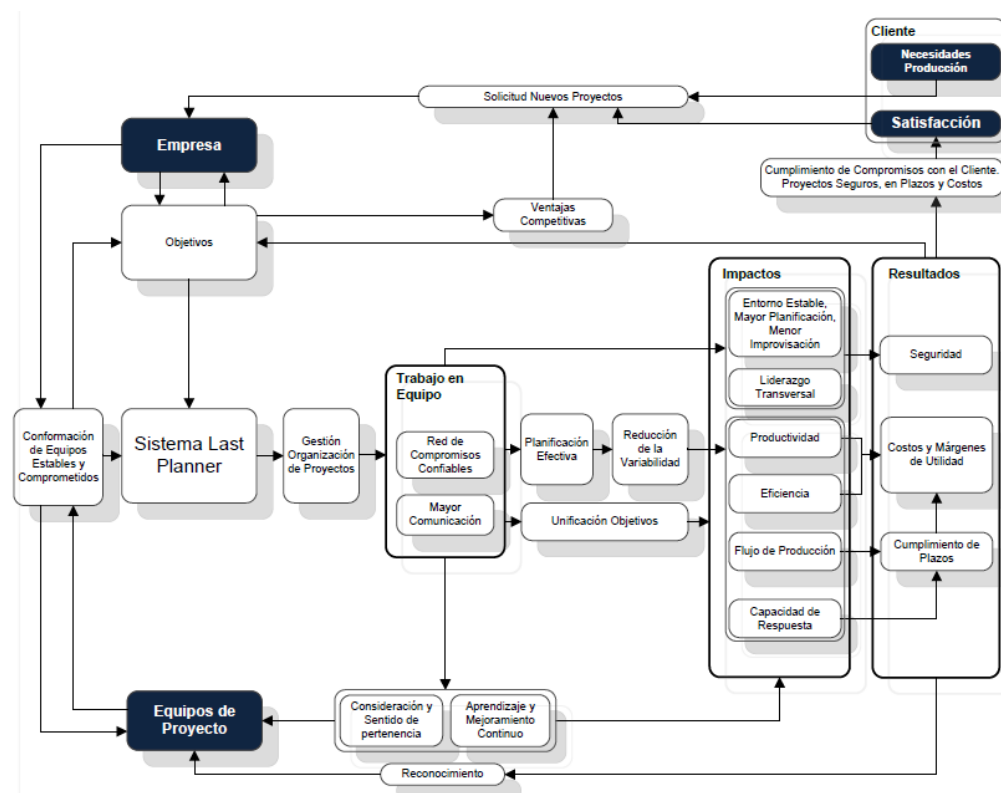 Cliente
Necesidades
Producción
Solicitud Nuevos Proyectos
Satisfacción
Empresa
Cumplimiento de Compromisos con el Cliente.
Proyectos Seguros, en Plazos y Costos
Ventajas
Competitivas
Objetivos
Impactos
Resultados
Entorno Estable,
Mayor Planificación,
Menor
Improvisación
Seguridad
Liderazgo
Transversal
Trabajo en
Equipo
Conformación
de Equipos
Estables y
Comprometidos
Sistema Last
Planner
Gestión
Organización
de Proyectos
Red de
Compromisos
Confiables
Planificación
Efectiva
Reducción
de la
Variabilidad
Productividad
Costos y Márgenes
de Utilidad
Eficiencia
Mayor
Comunicación
Unificación Objetivos
Flujo de Producción
Cumplimiento de
Plazos
Capacidad de
Respuesta
Equipos de
Proyecto
Consideración y
Sentido de
pertenencia
Aprendizaje y
Mejoramiento
Continuo
Reconocimiento